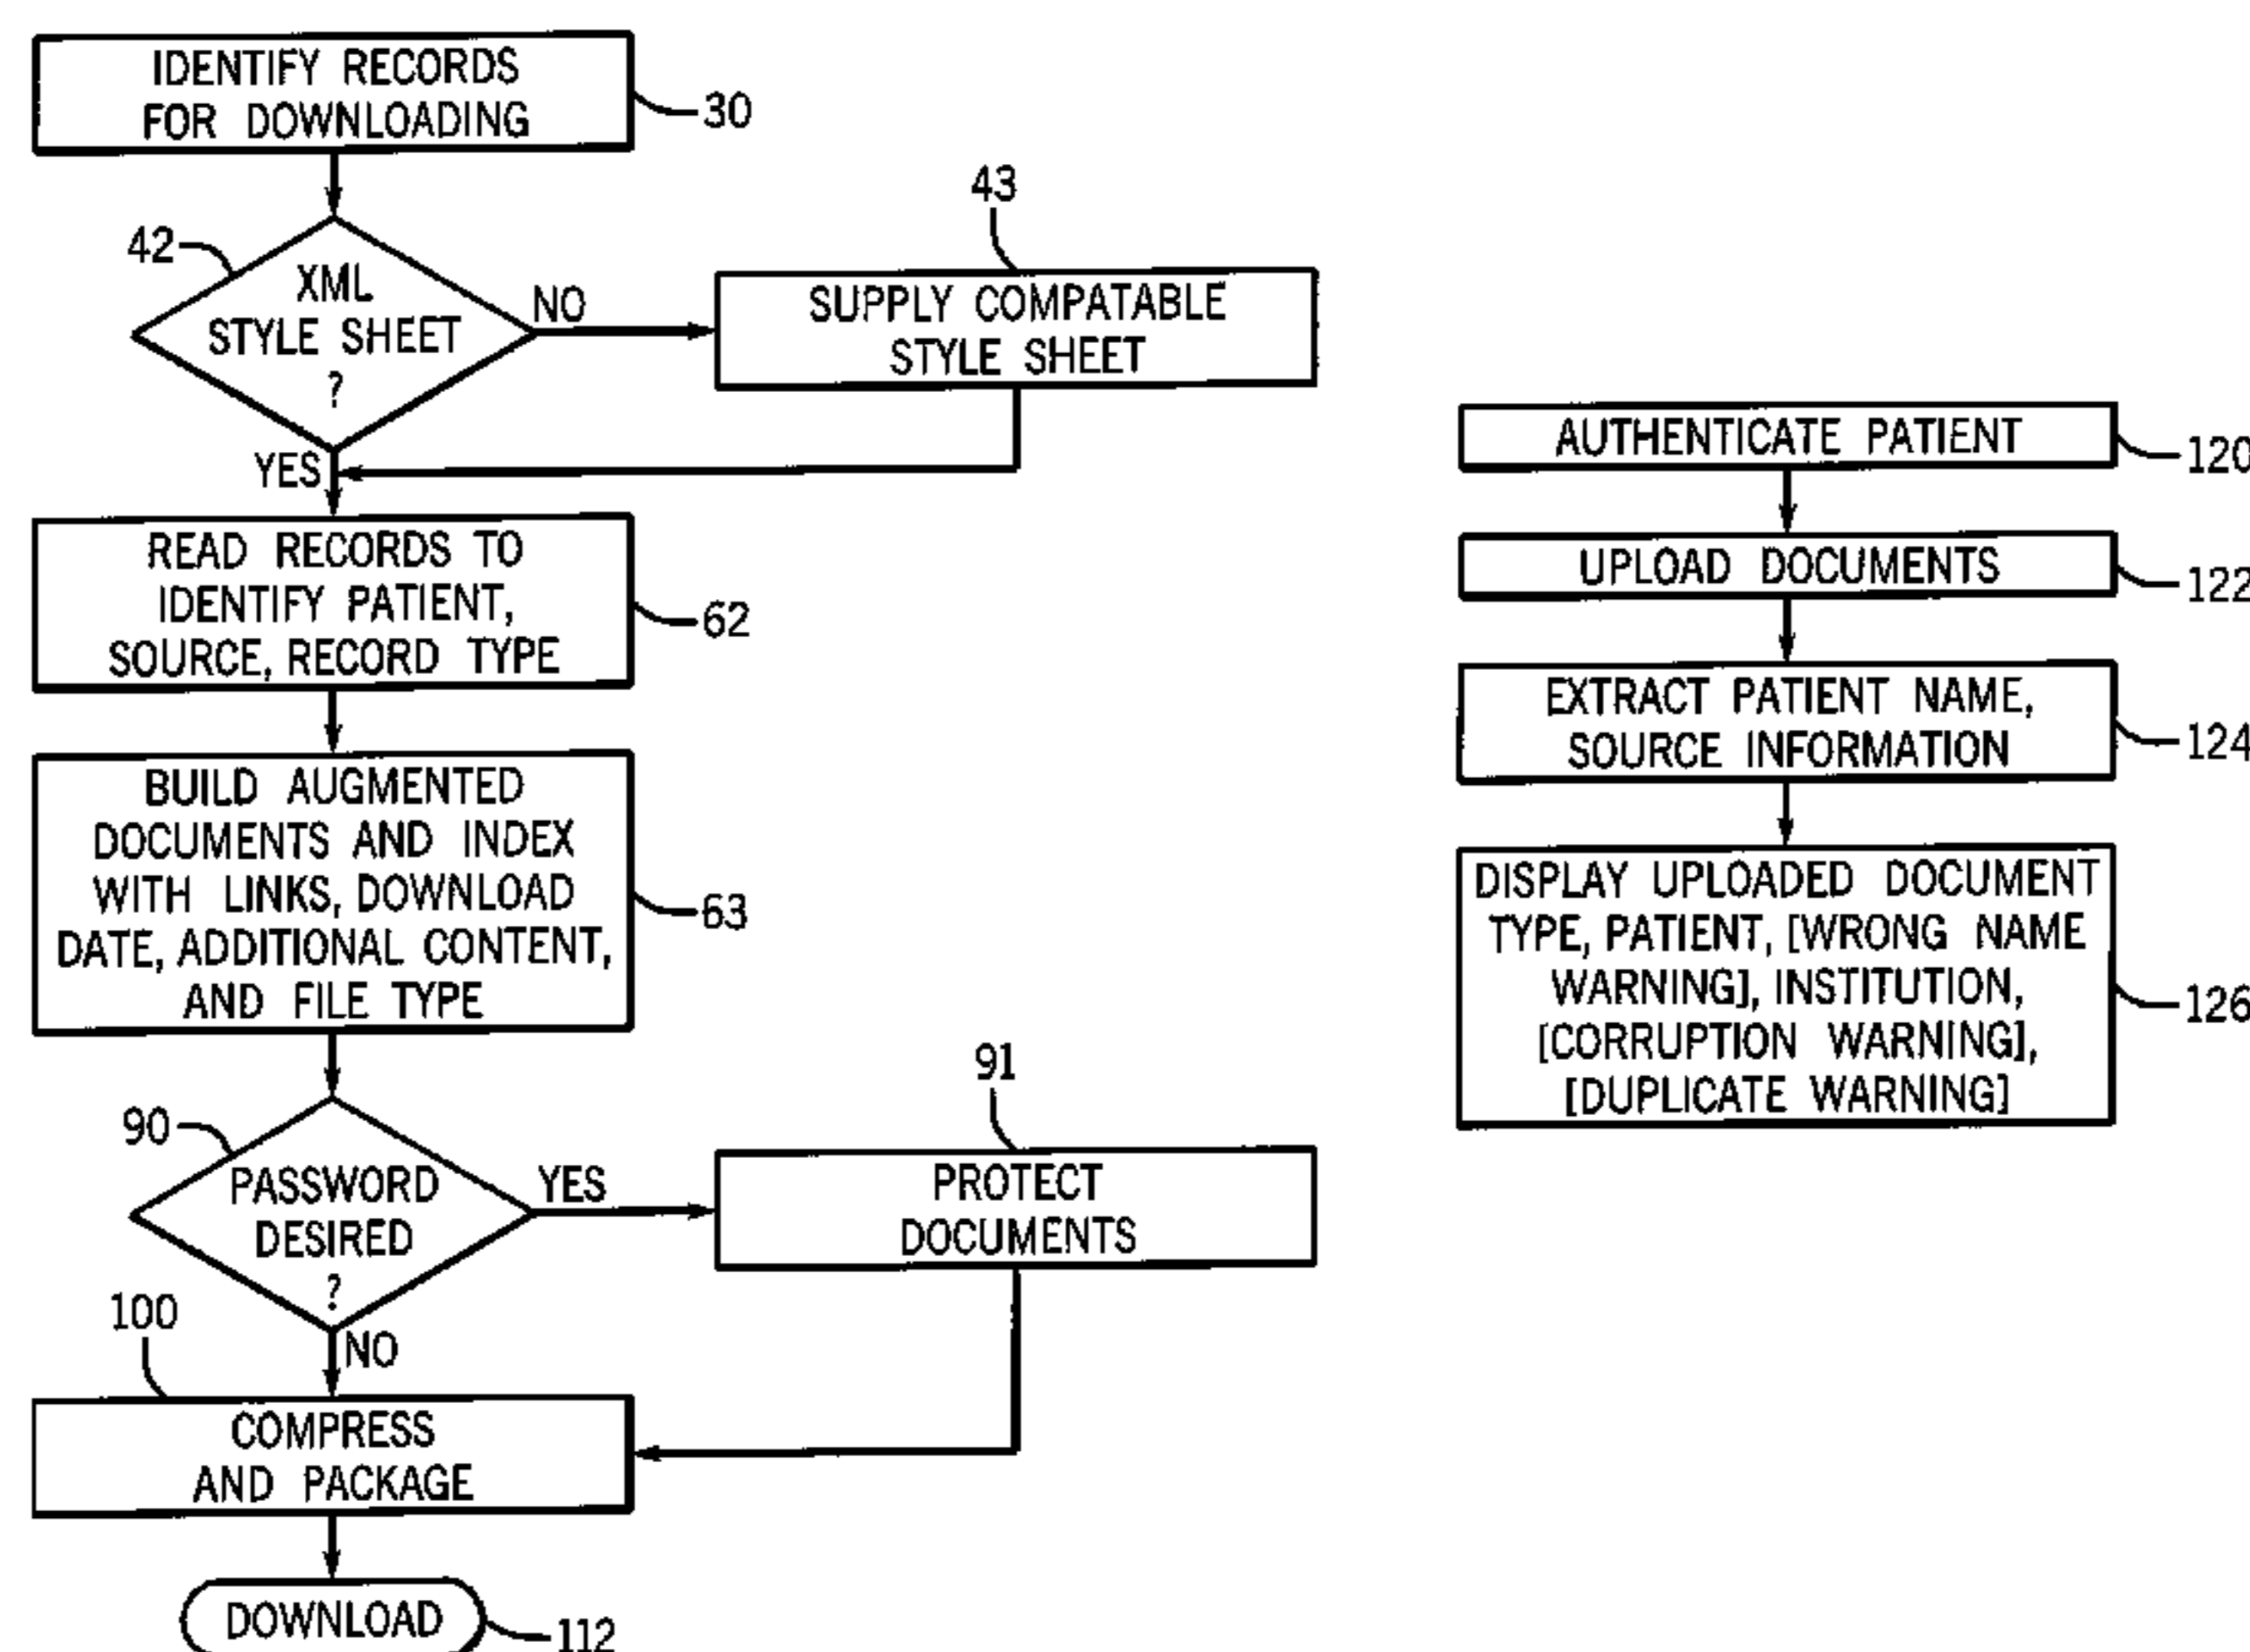 IDENTIFY RECORDS
FOR DOWNLOADING
30
42
XML
STYLE SHEET
?
NO
43
SUPPLY COMPATABLE
STYLE SHEET
YES
READ RECORDS TO
IDENTIFY PATIENT,
SOURCE, RECORD TYPE
62
BUILD AUGMENTED
DOCUMENTS AND INDEX
WITH LINKS, DOWNLOAD
DATE, ADDITIONAL CONTENT,
AND FILE TYPE
63
90
PASSWORD
DESIRED
?
YES
91
PROTECT
DOCUMENTS
NO
100
COMPRESS
AND PACKAGE
DOWNLOAD
112
AUTHENTICATE PATIENT
120
UPLOAD DOCUMENTS
122
EXTRACT PATIENT NAME,
SOURCE INFORMATION
124
DISPLAY UPLOADED DOCUMENT
TYPE, PATIENT, [WRONG NAME
WARNING], INSTITUTION,
[CORRUPTION WARNING],
[DUPLICATE WARNING]
126